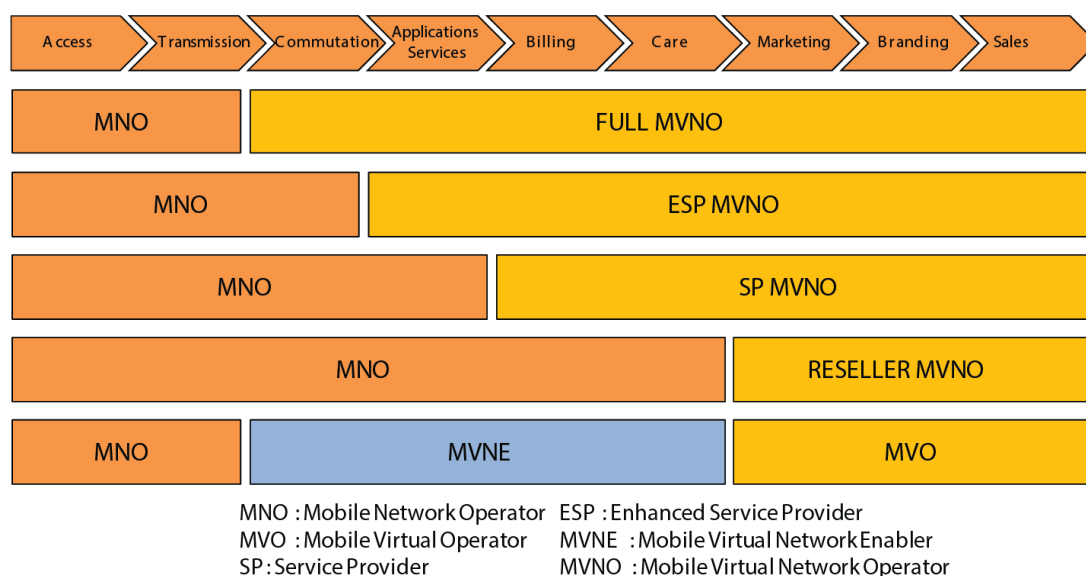 Access Transmission Commutation Applications Services Billing Care Marketing Branding Sales
MNO FULL MVNO
MNO ESP MVNO
MNO SP MVNO
MNO RESELLER MVNO
MNO MVNE MVO
MNO : Mobile Network Operator ESP : Enhanced Service Provider
MVO : Mobile Virtual Operator MVNE : Mobile Virtual Network Enabler
SP : Service Provider MVNO : Mobile Virtual Network Operator